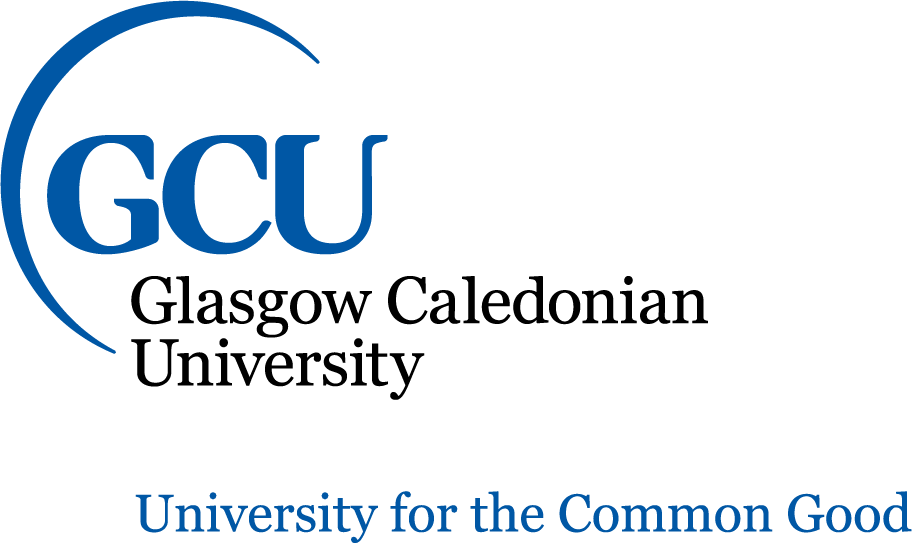 GCU
Glasgow Caledonian
University
University for the Common Good